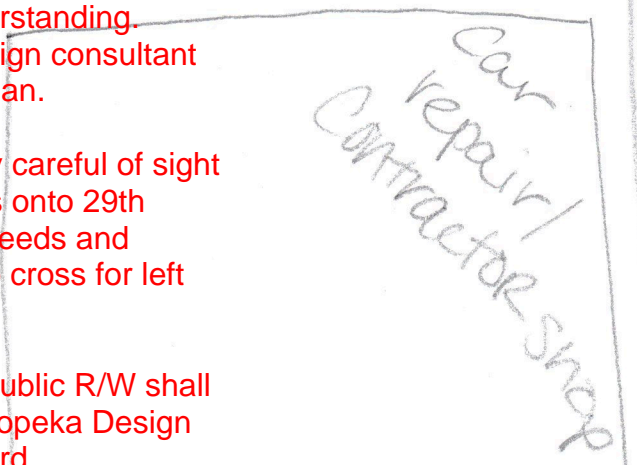 rstanding.
ign consultant
an.
careful of sight
onto 29th
eeds and
cross for left
ublic R/W shall
opeka Design
rd
Car
repair/
Contractor shop